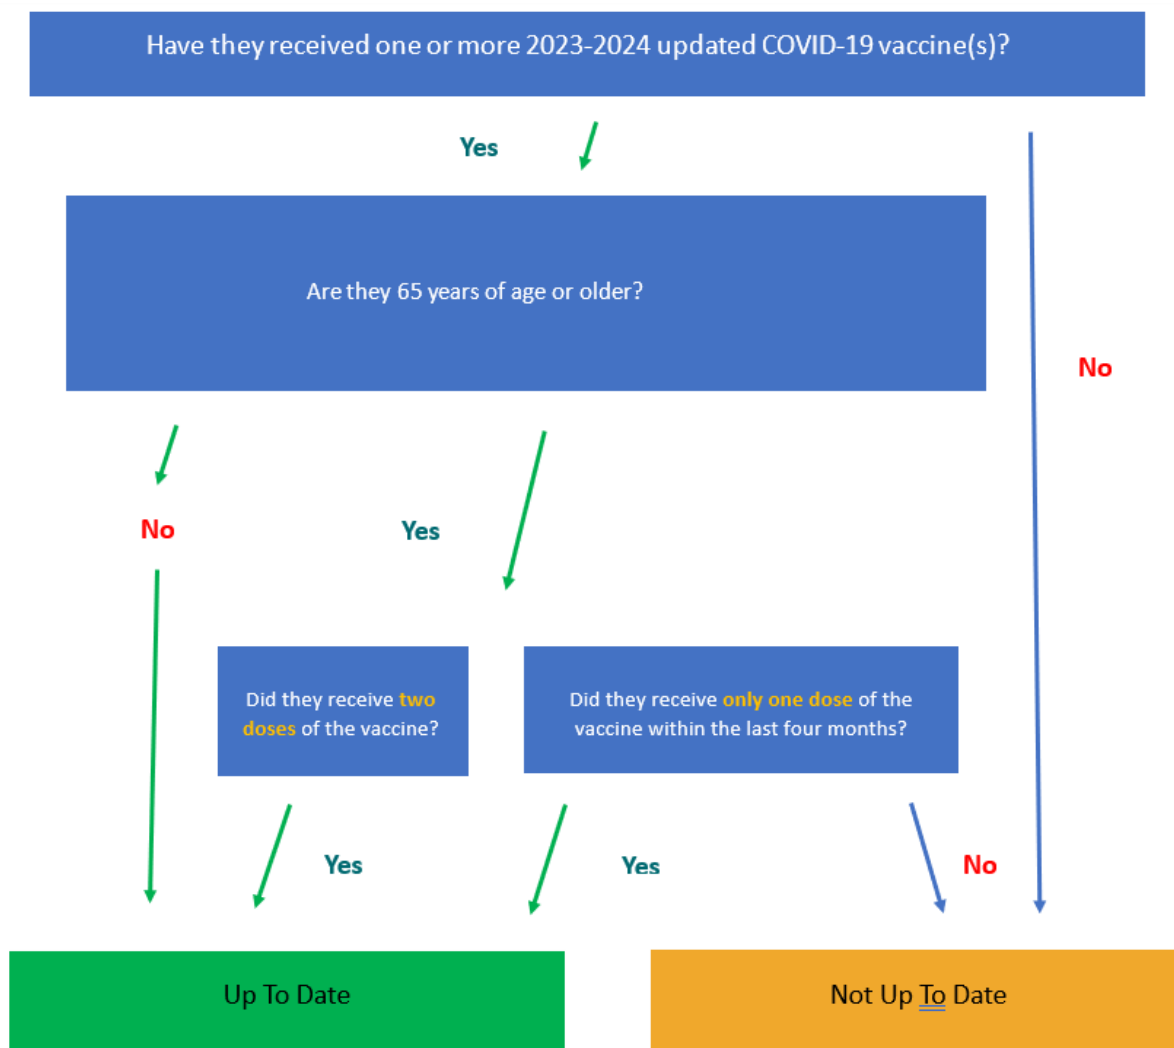 Have they received one or more 2023-2024 updated COVID-19 vaccine(s)?
Yes
Are they 65 years of age or older?
No
No
Yes
Did they receive two
doses of the vaccine?
Did they receive only one dose of the
vaccine within the last four months?
Yes
Yes
No
Up To Date
Not Up To Date